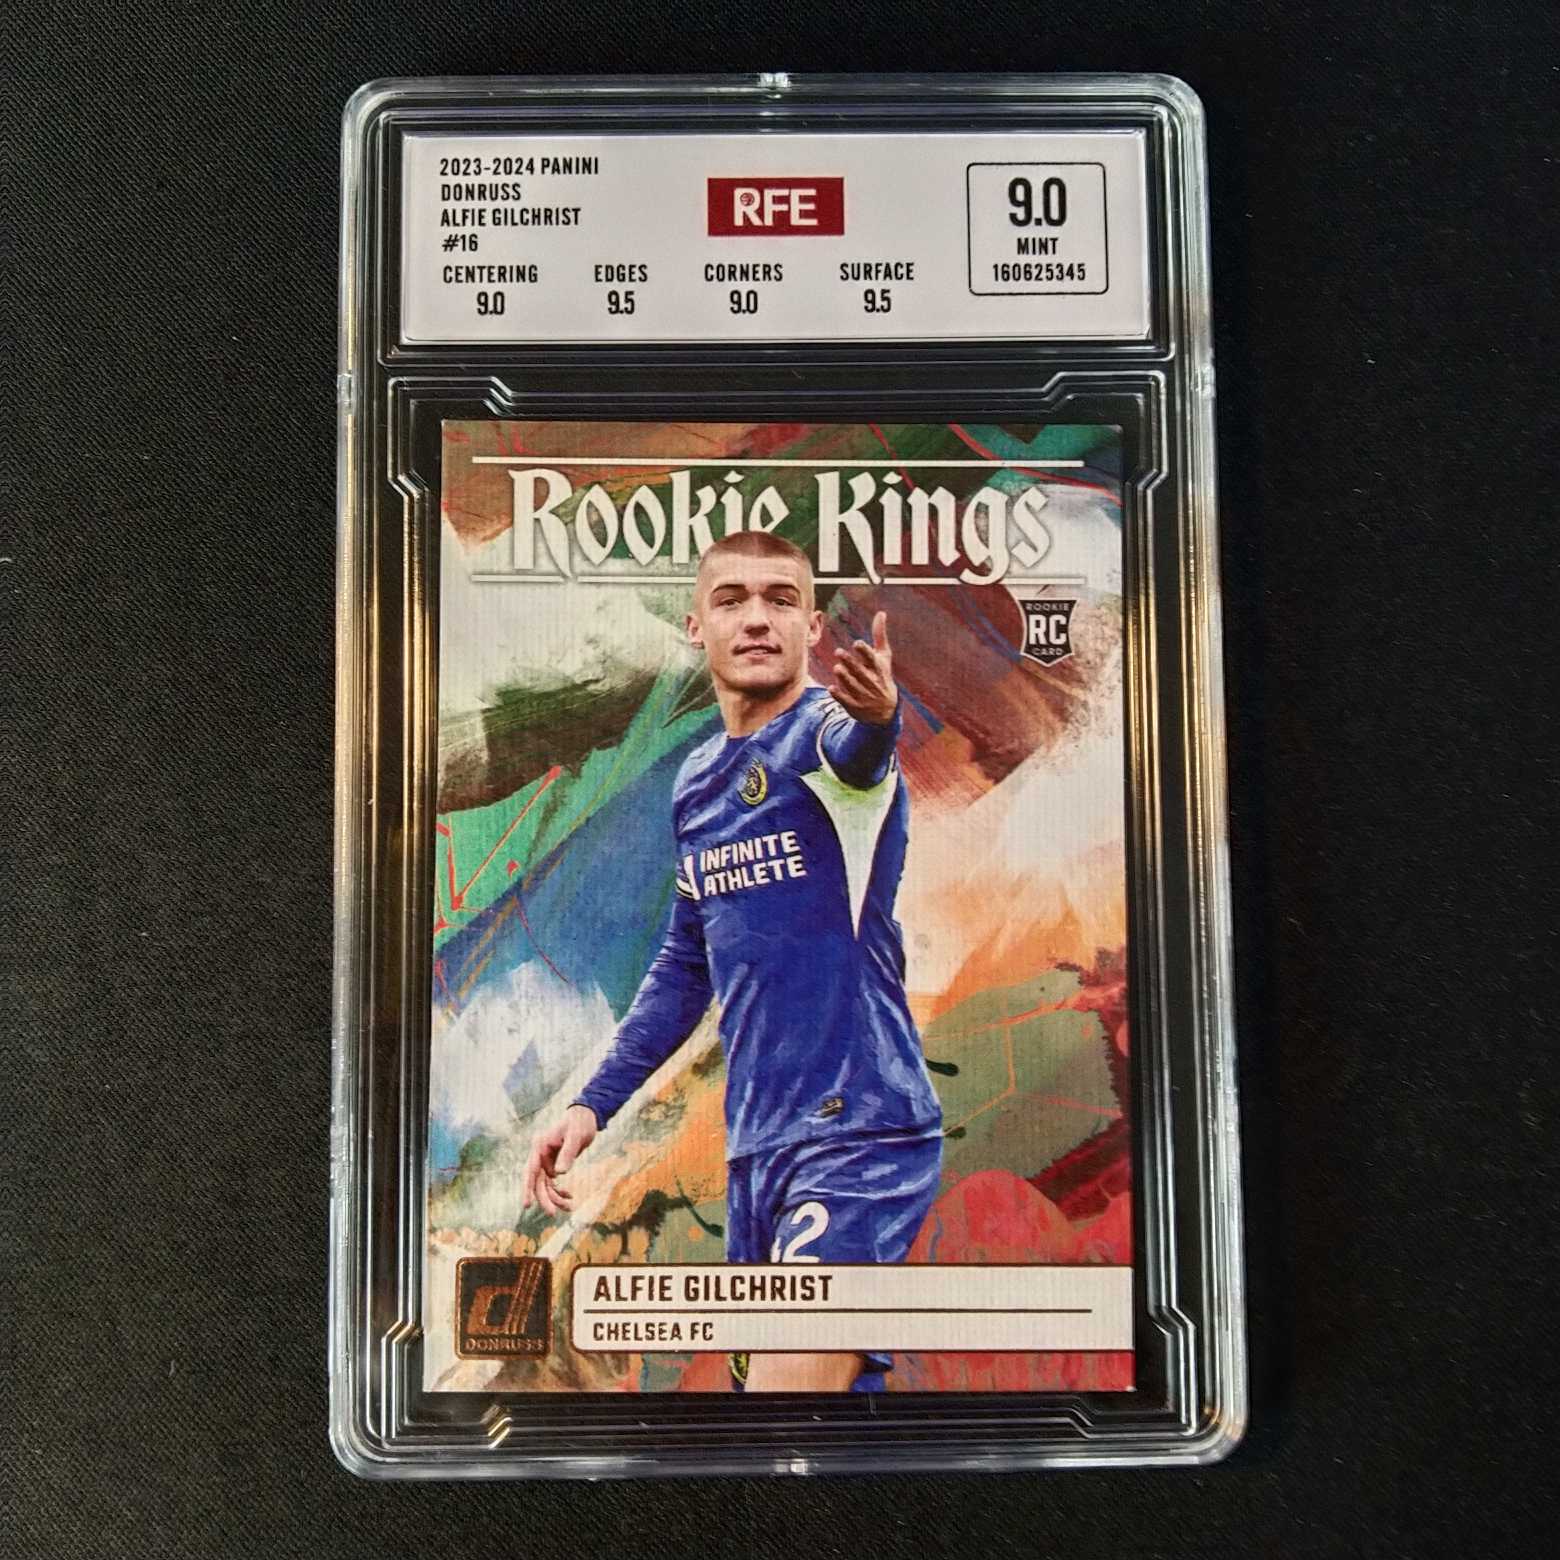 2023-2024 PANINI
DONRUSS
ALFIE GILCHRIST
#16
RFE
9.0
MINT
160625345
CENTERING EDGES CORNERS SURFACE
9.0 9.5 9.0 9.5
Rookie Kings
ROOKIE
RC
CARD
INFINITE
ATHLETE
2
DONRUSS
ALFIE GILCHRIST
CHELSEA FC